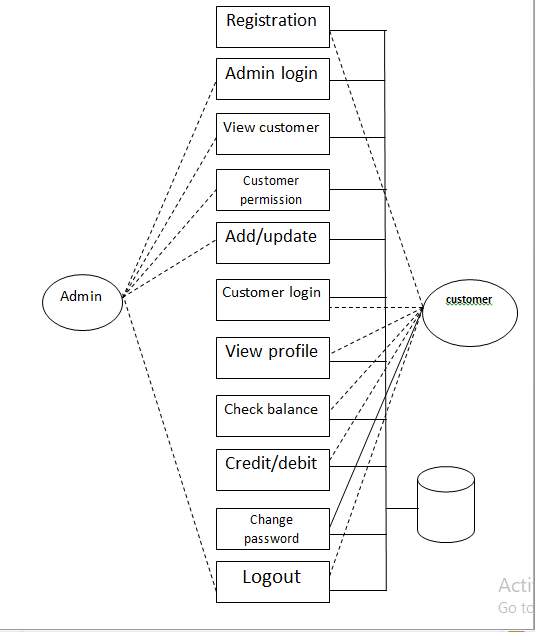 Registration
Admin login
View customer
Customer
permission
Add/update
Admin
Customer login
customer
View profile
Check balance
Credit/debit
Change
password
Logout
Acti
Go to